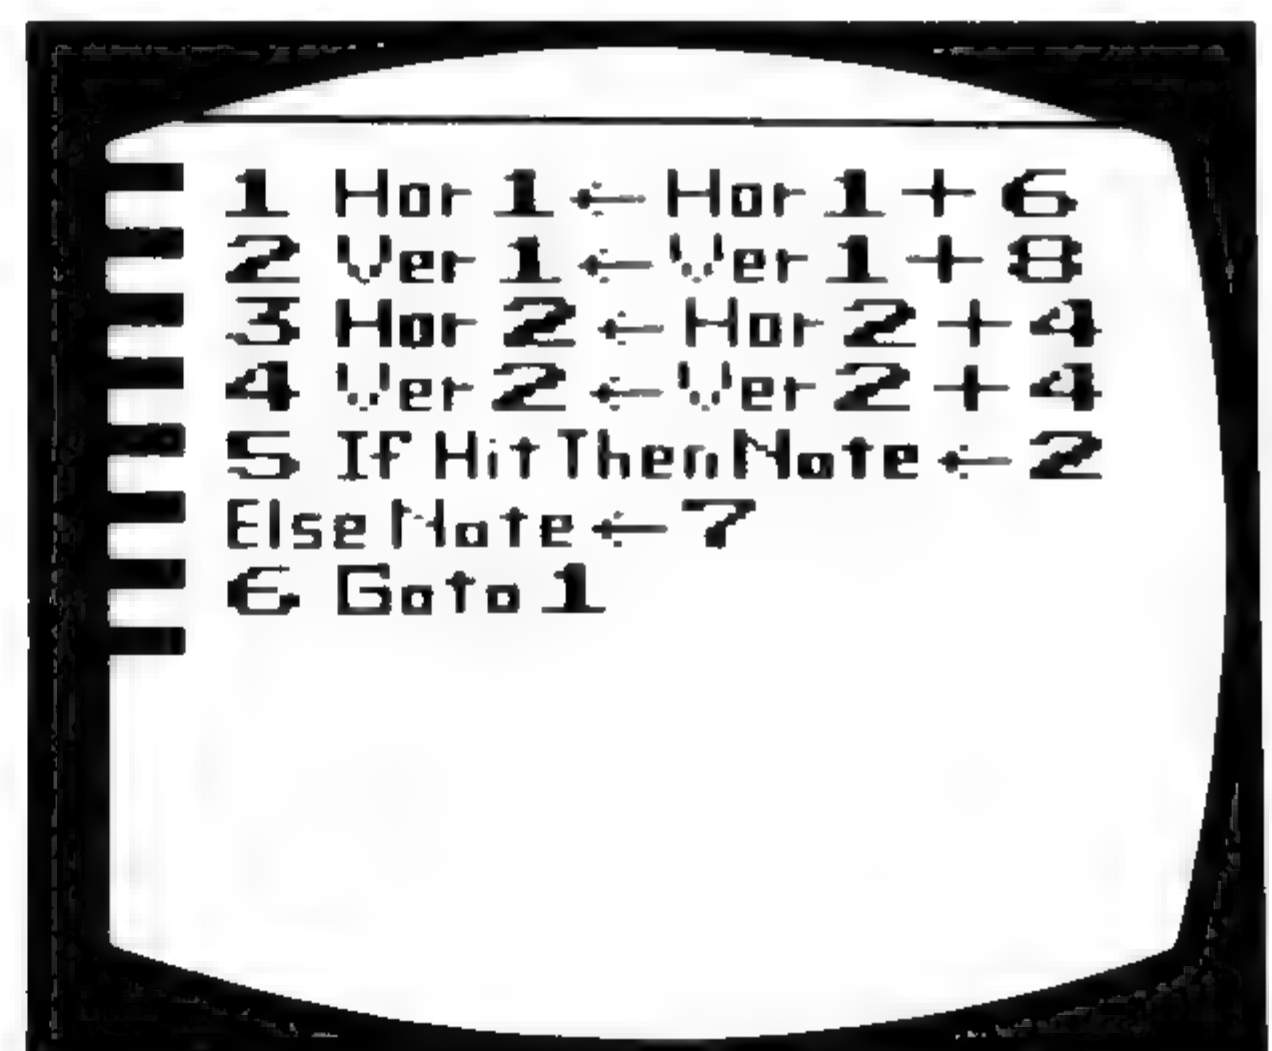 1 Hor 1 ← Hor 1 + 6
2 Ver 1 ← Ver 1 + 8
3 Hor 2 ← Hor 2 + 4
4 Ver 2 ← Ver 2 + 4
5 If Hit Then Note ← 2
Else Note ← 7
6 Goto 1